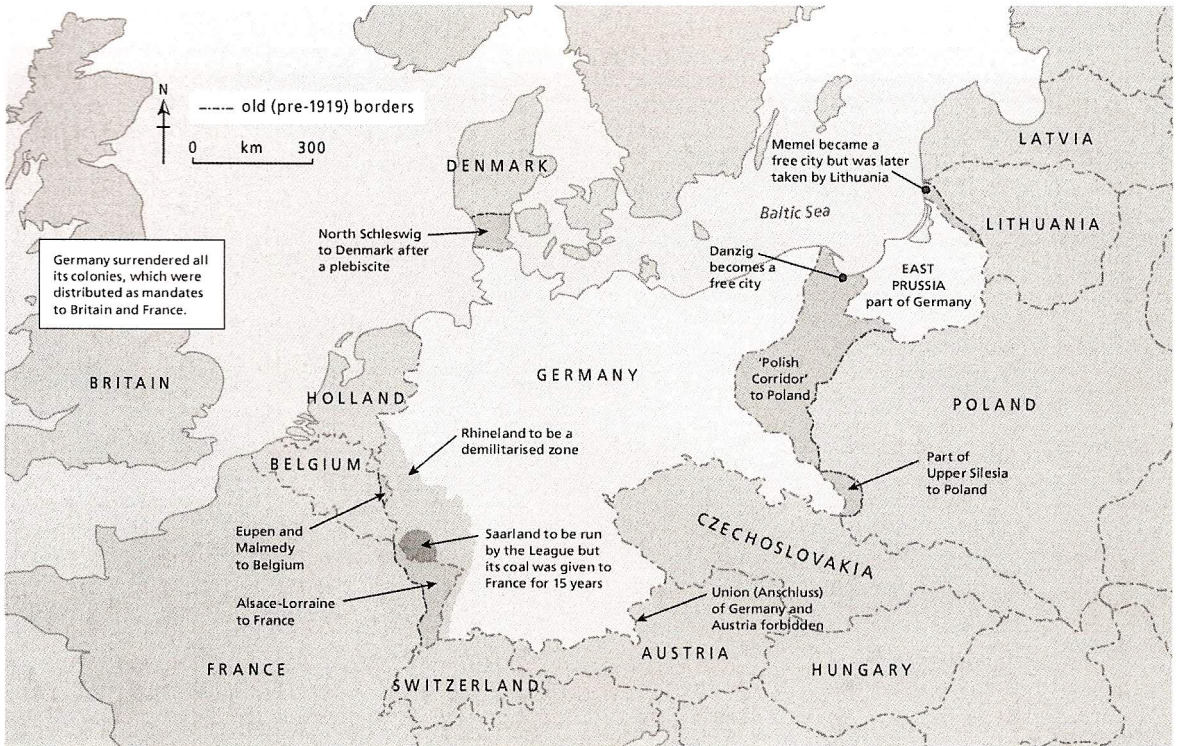 N
old (pre-1919) borders
0 km 300
DENMARK
LATVIA
Memel became a
free city but was later
taken by Lithuania
Baltic Sea
LITHUANIA
North Schleswig
to Denmark after
a plebiscite
Danzig
becomes a
free city
EAST
PRUSSIA
part of Germany
Germany surrendered all
its colonies, which were
distributed as mandates
to Britain and France.
BRITAIN
HOLLAND
GERMANY
'Polish
Corridor'
to Poland
POLAND
Rhineland to be a
demilitarised zone
BELGIUM
Part of
Upper Silesia
to Poland
Eupen and
Malmedy
to Belgium
Saarland to be run
by the League but
its coal was given to
France for 15 years
CZECHOSLOVAKIA
Alsace-Lorraine
to France
Union (Anschluss)
of Germany and
Austria forbidden
FRANCE
SWITZERLAND
AUSTRIA
HUNGARY